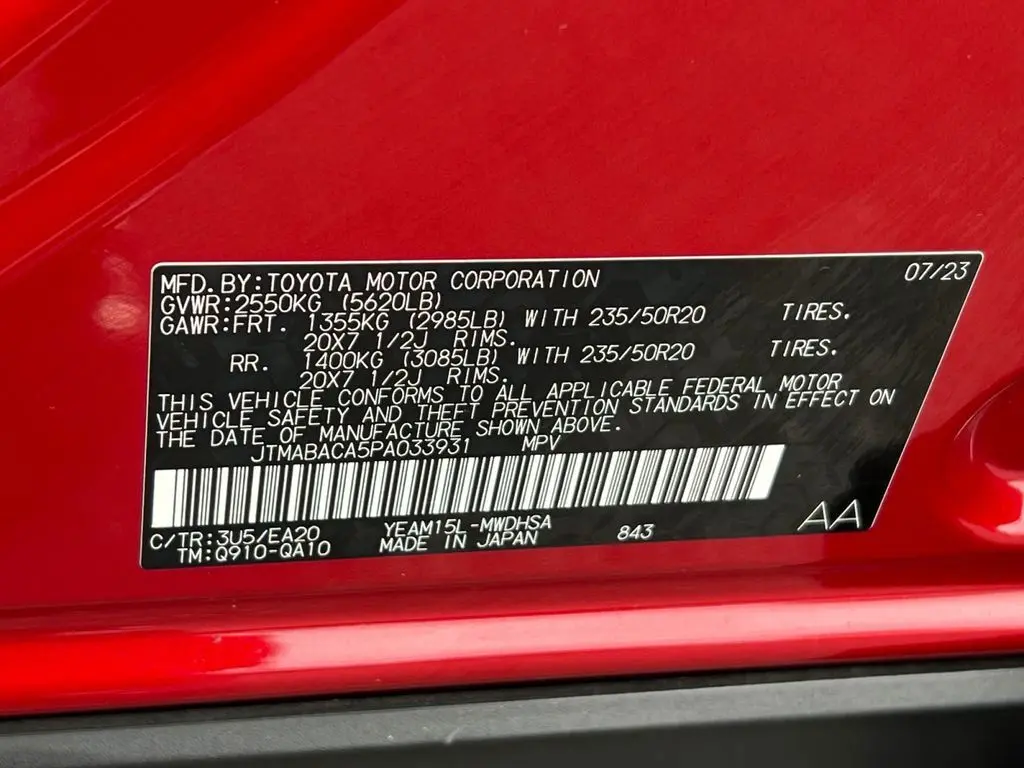 MFD. BY: TOYOTA MOTOR CORPORATION 07/23
GVWR: 2550KG (5620LB)
GAWR: FRT. 1355KG (2985LB) WITH 235/50R20 TIRES.
20X7 1/2J RIMS.
RR. 1400KG (3085LB) WITH 235/50R20 TIRES.
20X7 1/2J RIMS.
THIS VEHICLE CONFORMS TO ALL APPLICABLE FEDERAL MOTOR
VEHICLE SAFETY AND THEFT PREVENTION STANDARDS IN EFFECT ON
THE DATE OF MANUFACTURE SHOWN ABOVE.
JTMABACA5PA033931 MPV
C/TR: 3U5/EA20 YEAM15L-MWDHSA 843 AA
TM: Q910-QA10 MADE IN JAPAN